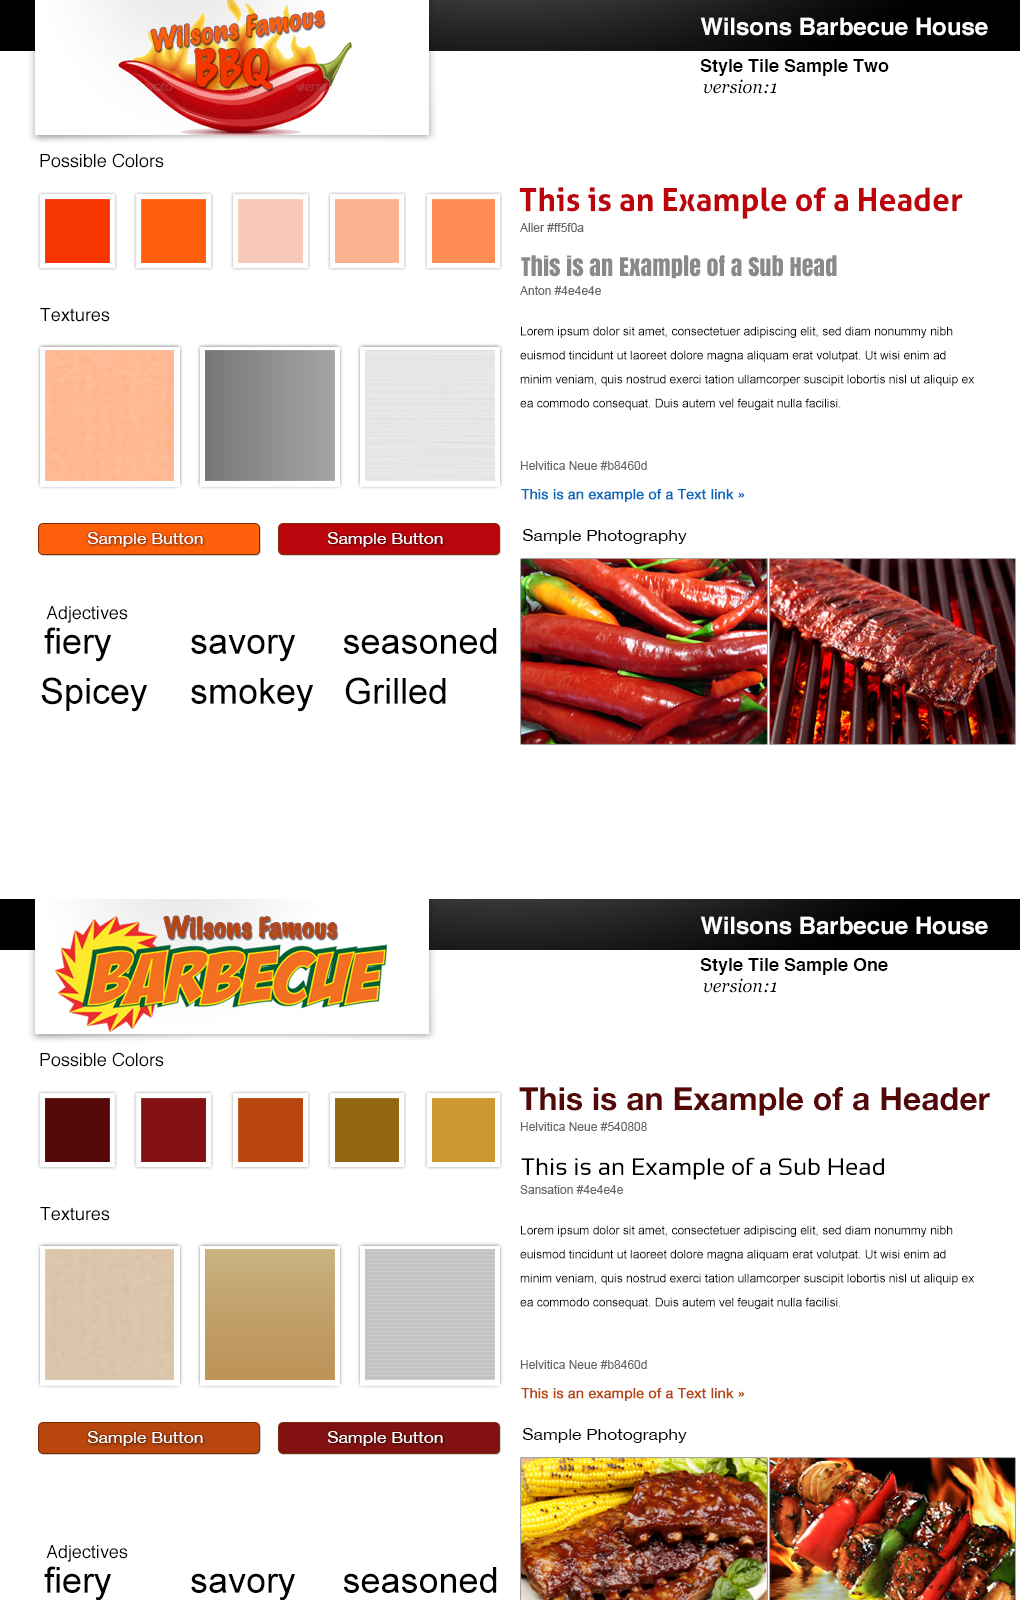 Wilsons Famous
BBQ
Wilsons Barbecue House
Style Tile Sample Two
version:1
Possible Colors
This is an Example of a Header
Aller #ff5f0a
This is an Example of a Sub Head
Anton #4e4e4e
Textures
Lorem ipsum dolor sit amet, consectetuer adipiscing elit, sed diam nonummy nibh
euismod tincidunt ut laoreet dolore magna aliquam erat volutpat. Ut wisi enim ad
minim veniam, quis nostrud exerci tation ullamcorper suscipit lobortis nisl ut aliquip ex
ea commodo consequat. Duis autem vel feugait nulla facilisi.
Helvitica Neue #b8460d
This is an example of a Text link »
Sample Button
Sample Button
Sample Photography
Adjectives
fiery savory seasoned
Spicey smokey Grilled
Wilsons Famous
BARBECUE
Wilsons Barbecue House
Style Tile Sample One
version:1
Possible Colors
This is an Example of a Header
Helvitica Neue #540808
This is an Example of a Sub Head
Sansation #4e4e4e
Textures
Lorem ipsum dolor sit amet, consectetuer adipiscing elit, sed diam nonummy nibh
euismod tincidunt ut laoreet dolore magna aliquam erat volutpat. Ut wisi enim ad
minim veniam, quis nostrud exerci tation ullamcorper suscipit lobortis nisl ut aliquip ex
ea commodo consequat. Duis autem vel feugait nulla facilisi.
Helvitica Neue #b8460d
This is an example of a Text link »
Sample Button
Sample Button
Sample Photography
Adjectives
fiery savory seasoned